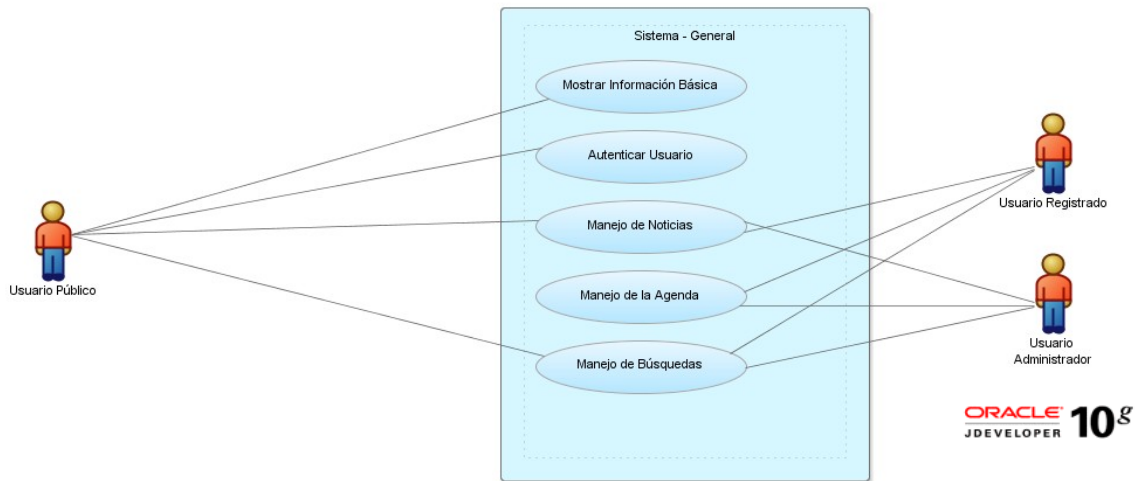 Sistema - General
Mostrar Información Básica
Autenticar Usuario
Manejo de Noticias
Manejo de la Agenda
Manejo de Búsquedas
Usuario Público
Usuario Registrado
Usuario
Administrador
ORACLE
JDEVELOPER 10g